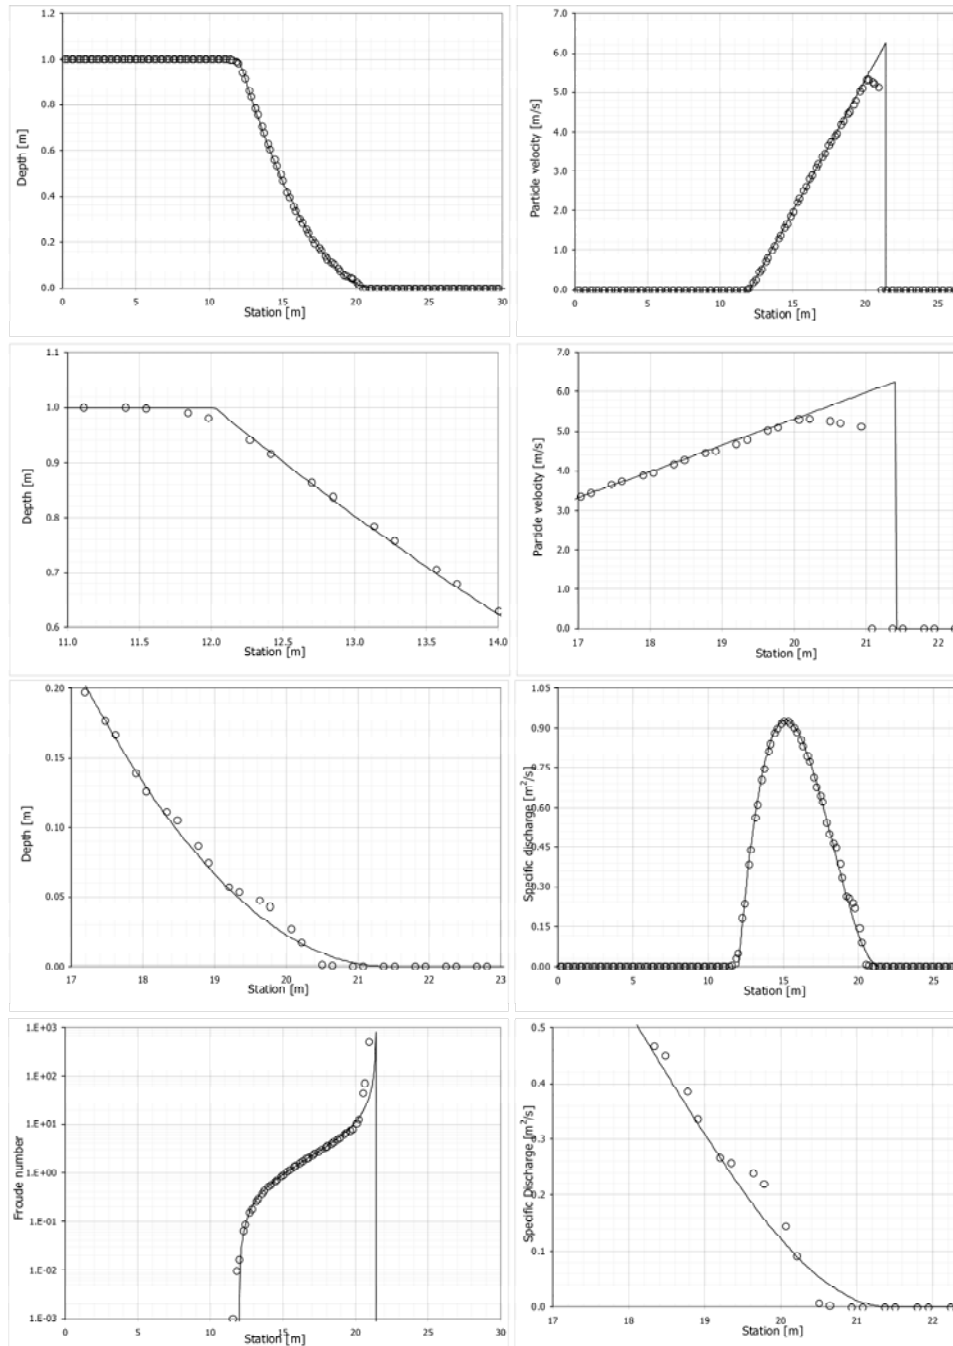 1.2
1.0
0.8
0.6
0.4
0.2
0.0
Depth [m]
0 5 10 15 20 25 30
Station [m]
7.0
6.0
5.0
4.0
3.0
2.0
1.0
0.0
Particle velocity [m/s]
0 5 10 15 20 25
Station [m]
1.1
1.0
0.9
0.8
0.7
0.6
Depth [m]
11.0 11.5 12.0 12.5 13.0 13.5 14.0
Station [m]
7.0
6.0
5.0
4.0
3.0
2.0
1.0
0.0
Particle velocity [m/s]
17 18 19 20 21 22
Station [m]
0.20
0.15
0.10
0.05
0.00
Depth [m]
17 18 19 20 21 22 23
Station [m]
1.05
0.90
0.75
0.60
0.45
0.30
0.15
0.00
Specific discharge [m²/s]
0 5 10 15 20 25
Station [m]
1.E+03
1.E+02
1.E+01
1.E+00
1.E-01
1.E-02
1.E-03
Froude number
0 5 10 15 20 25 30
Station [m]
0.5
0.4
0.3
0.2
0.1
0.0
Specific Discharge [m²/s]
17 18 19 20 21 22
Station [m]